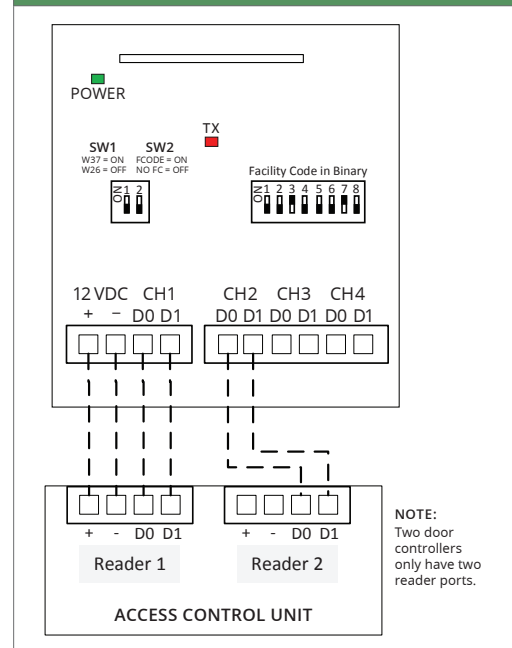 POWER
TX
SW1 SW2
W37 = ON FCODE = ON
W26 = OFF NO FC = OFF
ON 1 2
Facility Code in Binary
ON 1 2 3 4 5 6 7 8
12 VDC CH1 CH2 CH3 CH4
+ – D0 D1 D0 D1 D0 D1 D0 D1
+ - D0 D1 + - D0 D1
Reader 1 Reader 2
ACCESS CONTROL UNIT
NOTE:
Two door
controllers
only have two
reader ports.